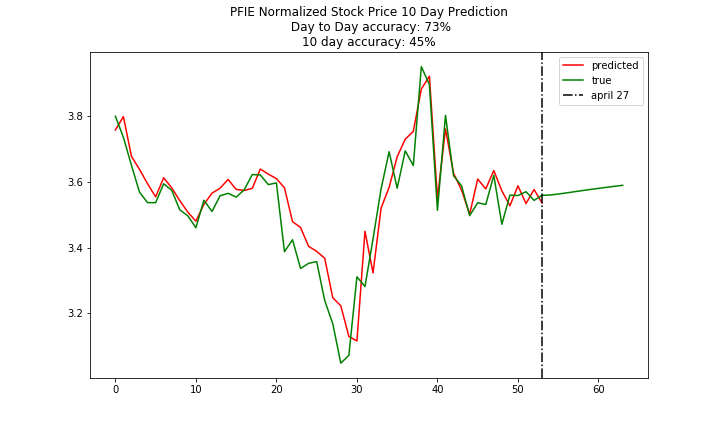 PFIE Normalized Stock Price 10 Day Prediction
Day to Day accuracy: 73%
10 day accuracy: 45%
predicted
true
april 27
3.8
3.6
3.4
3.2
0 10 20 30 40 50 60